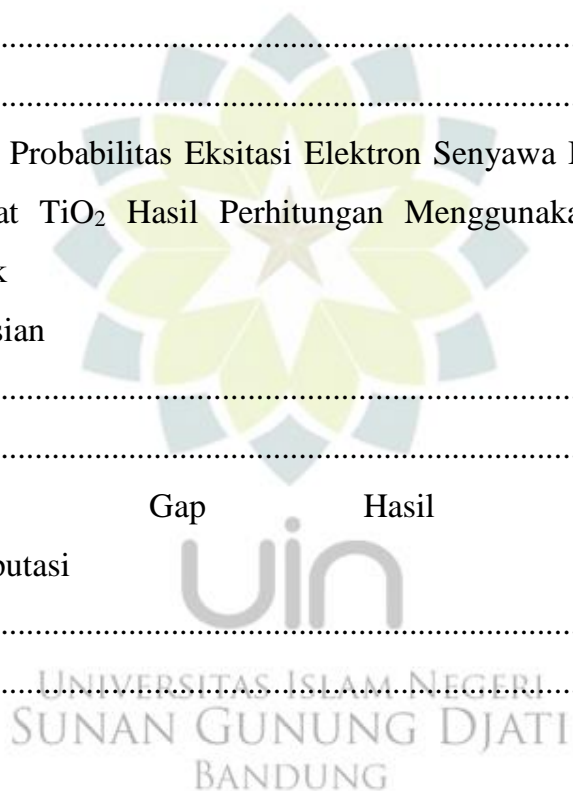 ................................................................
................................................................
Probabilitas Eksitasi Elektron Senyawa
at TiO₂ Hasil Perhitungan Menggunaka
k
sian
................................................................
................................................................
Gap Hasil
putasi
................................................................
................................................................
uin
UNIVERSITAS ISLAM NEGERI
SUNAN GUNUNG DJATI
BANDUNG